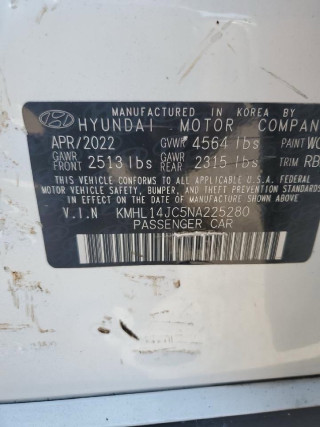 MANUFACTURED IN KOREA BY
HYUNDAI MOTOR COMPAN
APR/2022 GVWR 4564 lbs PAINT WC
GAWR FRONT 2513 lbs GAWR REAR 2315 lbs TRIM RB
THIS VEHICLE CONFORMS TO ALL APPLICABLE U.S.A. FEDERAL
MOTOR VEHICLE SAFETY, BUMPER, AND THEFT PREVENTION STANDARDS
IN EFFECT ON THE DATE OF MANUFACTURE SHOWN ABOVE.
V.I.N KMHL14JC5NA225280
PASSENGER CAR